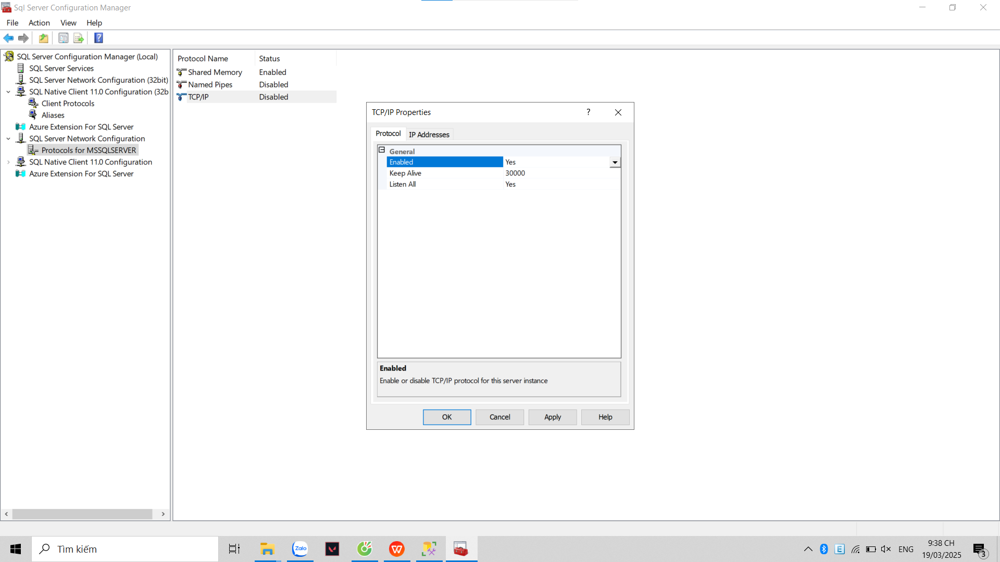 Sql Server Configuration Manager
File Action View Help
SQL Server Configuration Manager (Local)
SQL Server Services
SQL Server Network Configuration (32bit)
SQL Native Client 11.0 Configuration (32b
Client Protocols
Aliases
Azure Extension For SQL Server
SQL Server Network Configuration
Protocols for MSSQLSERVER
SQL Native Client 11.0 Configuration
Azure Extension For SQL Server
Protocol Name Status
Shared Memory Enabled
Named Pipes Disabled
TCP/IP Disabled
TCP/IP Properties
Protocol IP Addresses
General
Enabled Yes
Keep Alive 30000
Listen All Yes
Enabled
Enable or disable TCP/IP protocol for this server instance
OK Cancel Apply Help
Tìm kiếm
Zalo
ENG
9:38 CH
19/03/2025
3